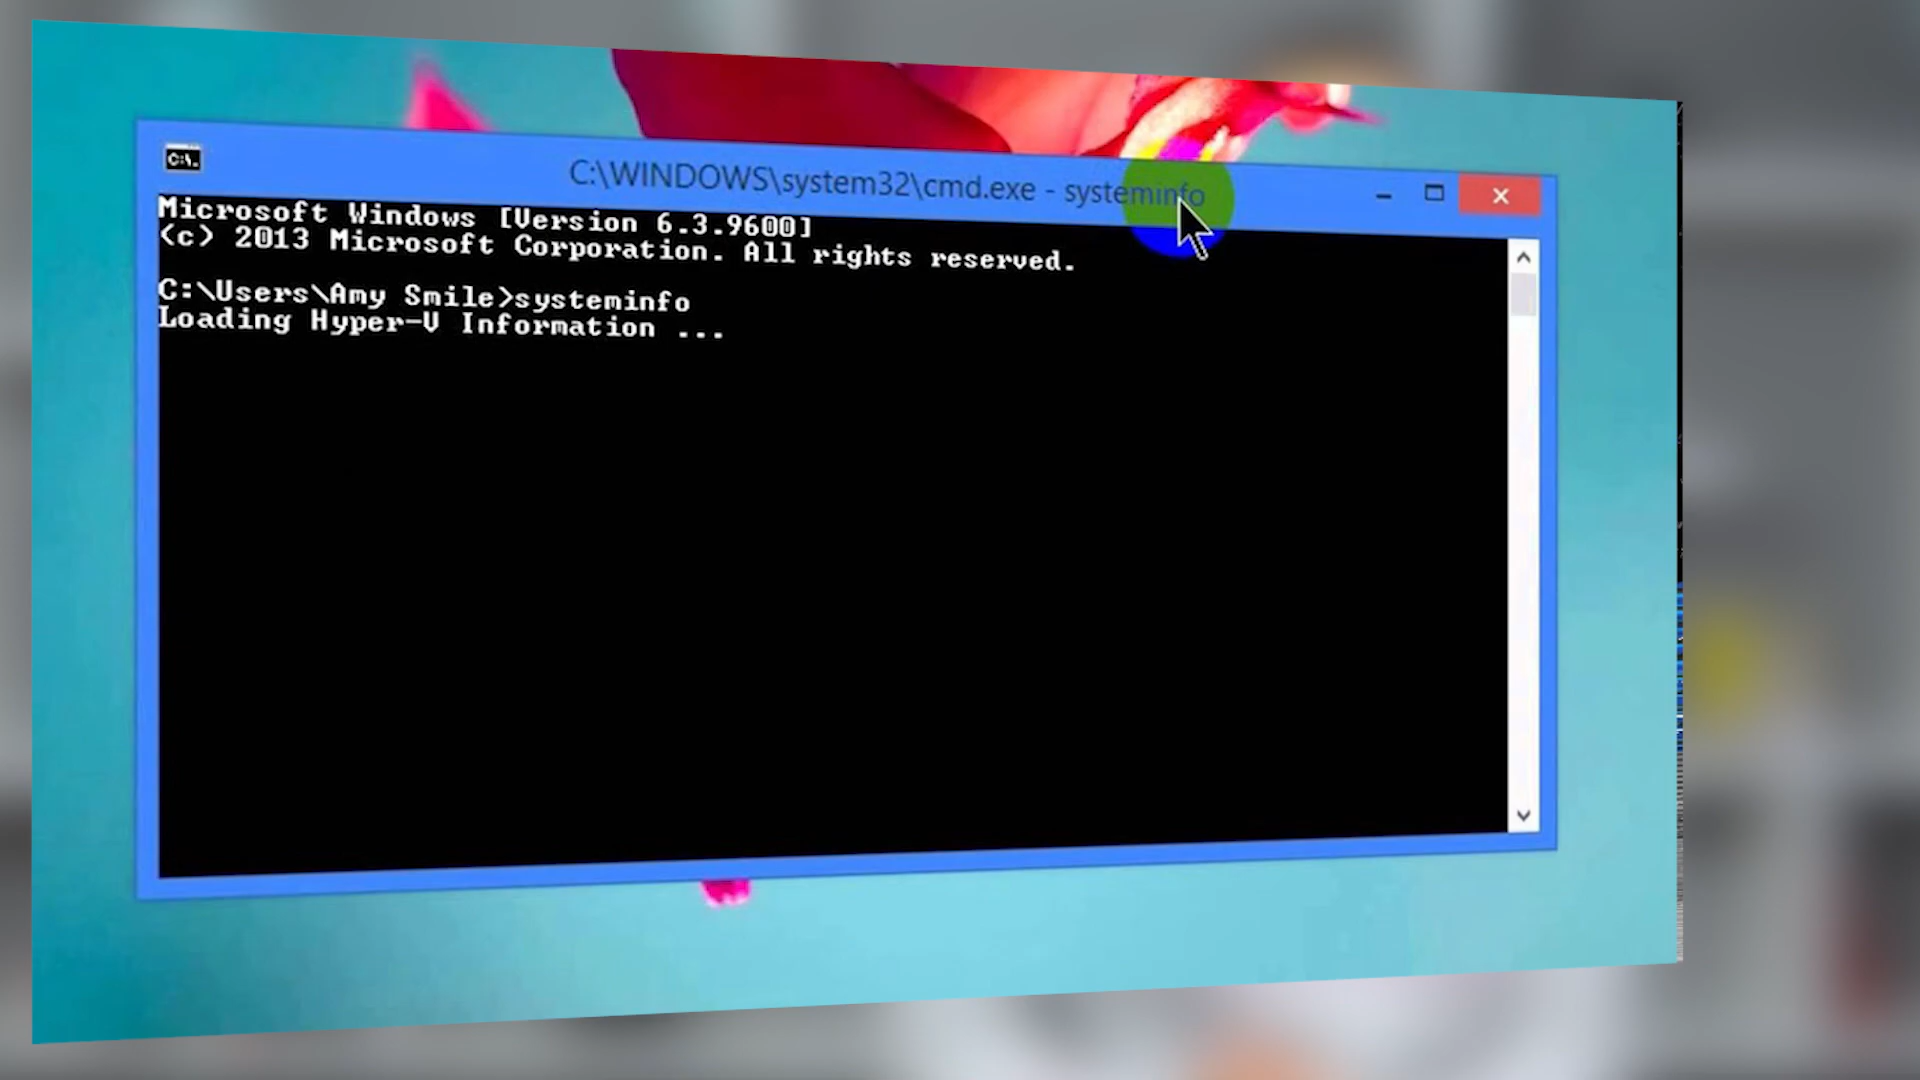 C:\WINDOWS\system32\cmd.exe - systeminfo
Microsoft Windows [Version 6.3.9600]
(c) 2013 Microsoft Corporation. All rights reserved.
C:\Users\Amy Smile>systeminfo
Loading Hyper-V Information ...